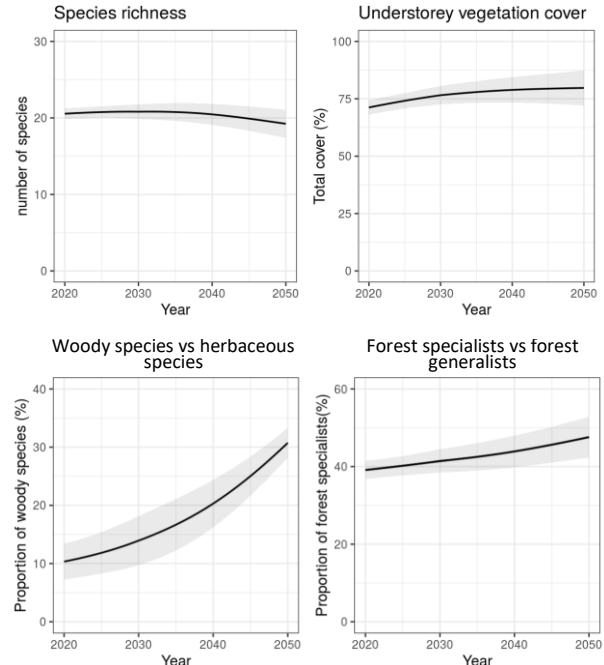 Species richness
number of species
30
20
10
0
2020
2030
2040
2050
Year
Understorey vegetation cover
Total cover (%)
100
75
50
25
0
2020
2030
2040
2050
Year
Woody species vs herbaceous
species
Proportion of woody species (%)
40
30
20
10
0
2020
2030
2040
2050
Year
Forest specialists vs forest
generalists
Proportion of forest specialists(%)
60
40
20
0
2020
2030
2040
2050
Year